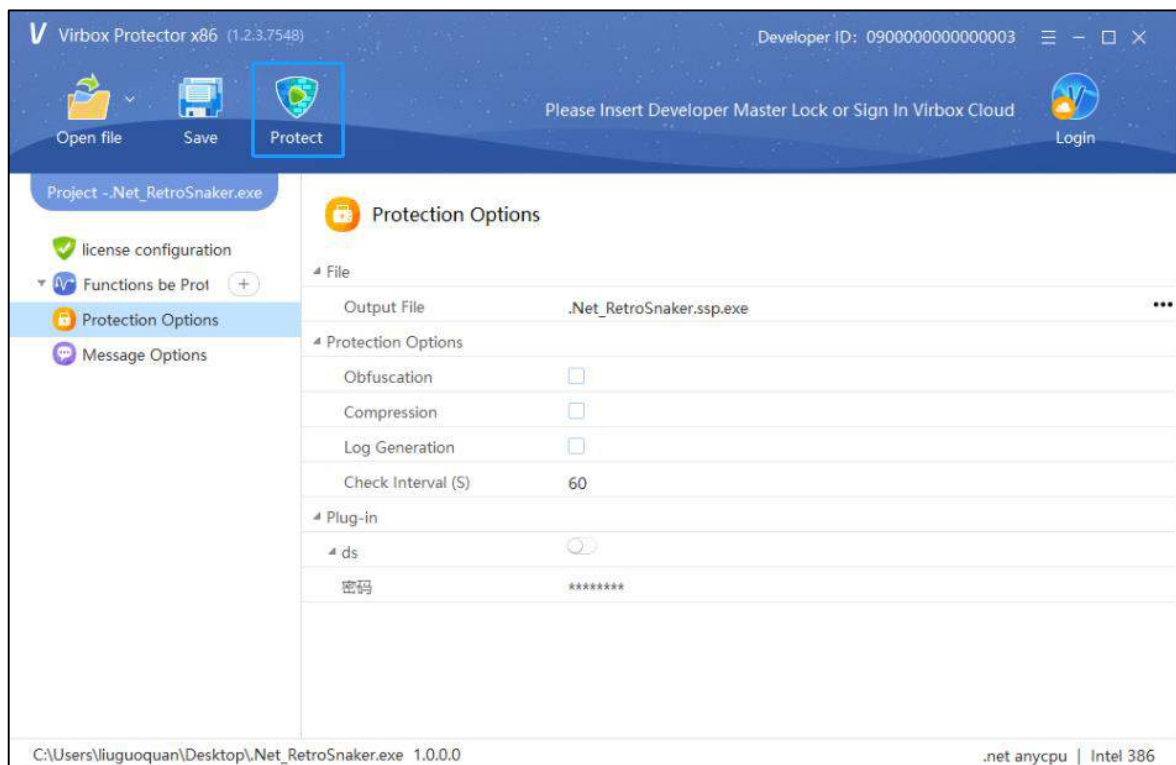 Virbox Protector x86 (1.2.3.7548)
Developer ID: 0900000000000003
Open file
Save
Protect
Please Insert Developer Master Lock or Sign In Virbox Cloud
Login
Project -.Net_RetroSnaker.exe
license configuration
Functions be Prot
Protection Options
Message Options
Protection Options
File
Output File .Net_RetroSnaker.ssp.exe
Protection Options
Obfuscation
Compression
Log Generation
Check Interval (S) 60
Plug-in
ds
密码 ********
C:\Users\liuguoquan\Desktop\.Net_RetroSnaker.exe 1.0.0.0
.net anycpu | Intel 386